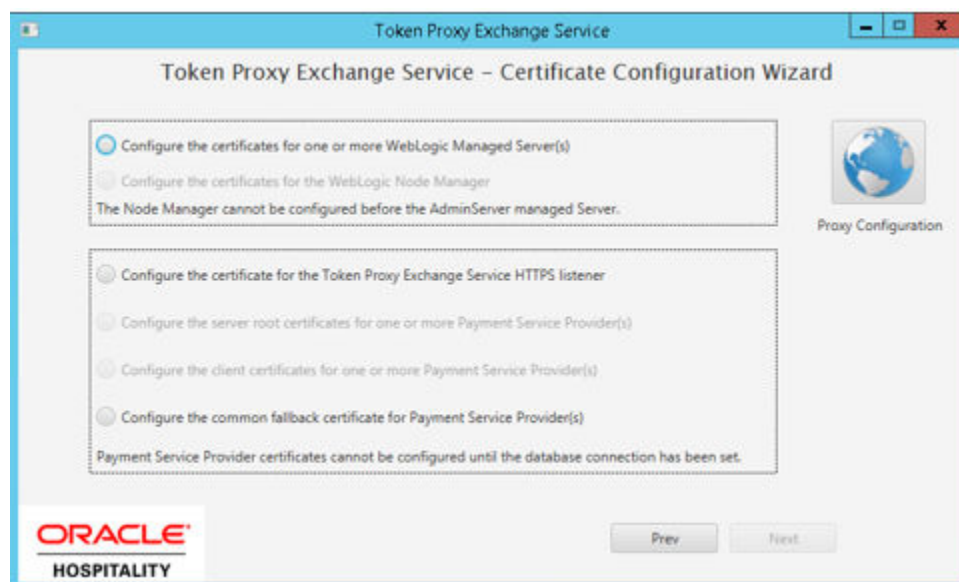 Token Proxy Exchange Service
Token Proxy Exchange Service – Certificate Configuration Wizard
Configure the certificates for one or more WebLogic Managed Server(s)
Configure the certificates for the WebLogic Node Manager
The Node Manager cannot be configured before the AdminServer managed Server.
Proxy Configuration
Configure the certificate for the Token Proxy Exchange Service HTTPS listener
Configure the server root certificates for one or more Payment Service Provider(s)
Configure the client certificates for one or more Payment Service Provider(s)
Configure the common fallback certificate for Payment Service Provider(s)
Payment Service Provider certificates cannot be configured until the database connection has been set.
ORACLE®
HOSPITALITY
Prev
Next